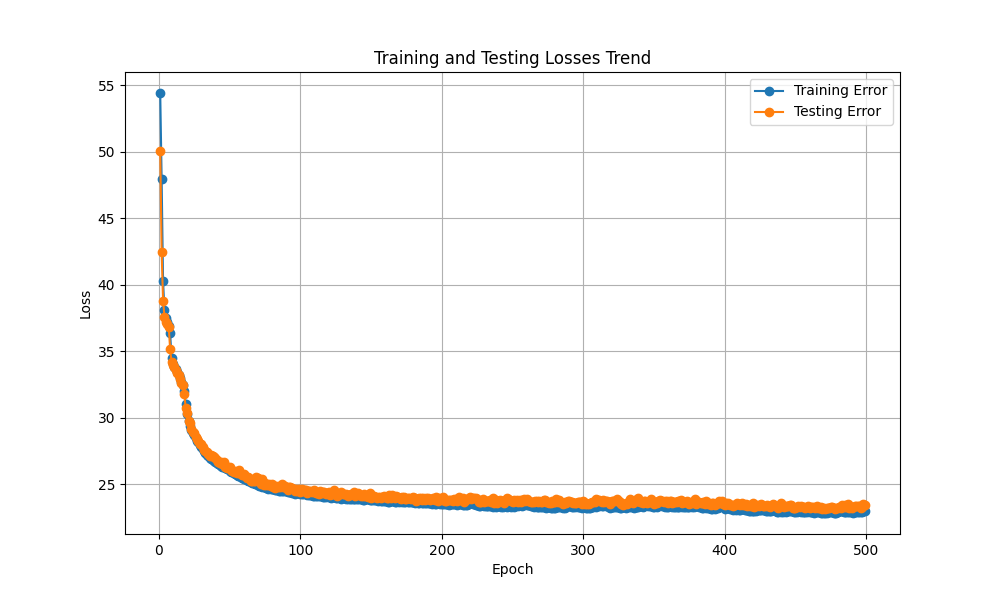 Training and Testing Losses Trend
Training Error
Testing Error
Loss
55
50
45
40
35
30
25
0
100
200
300
400
500
Epoch